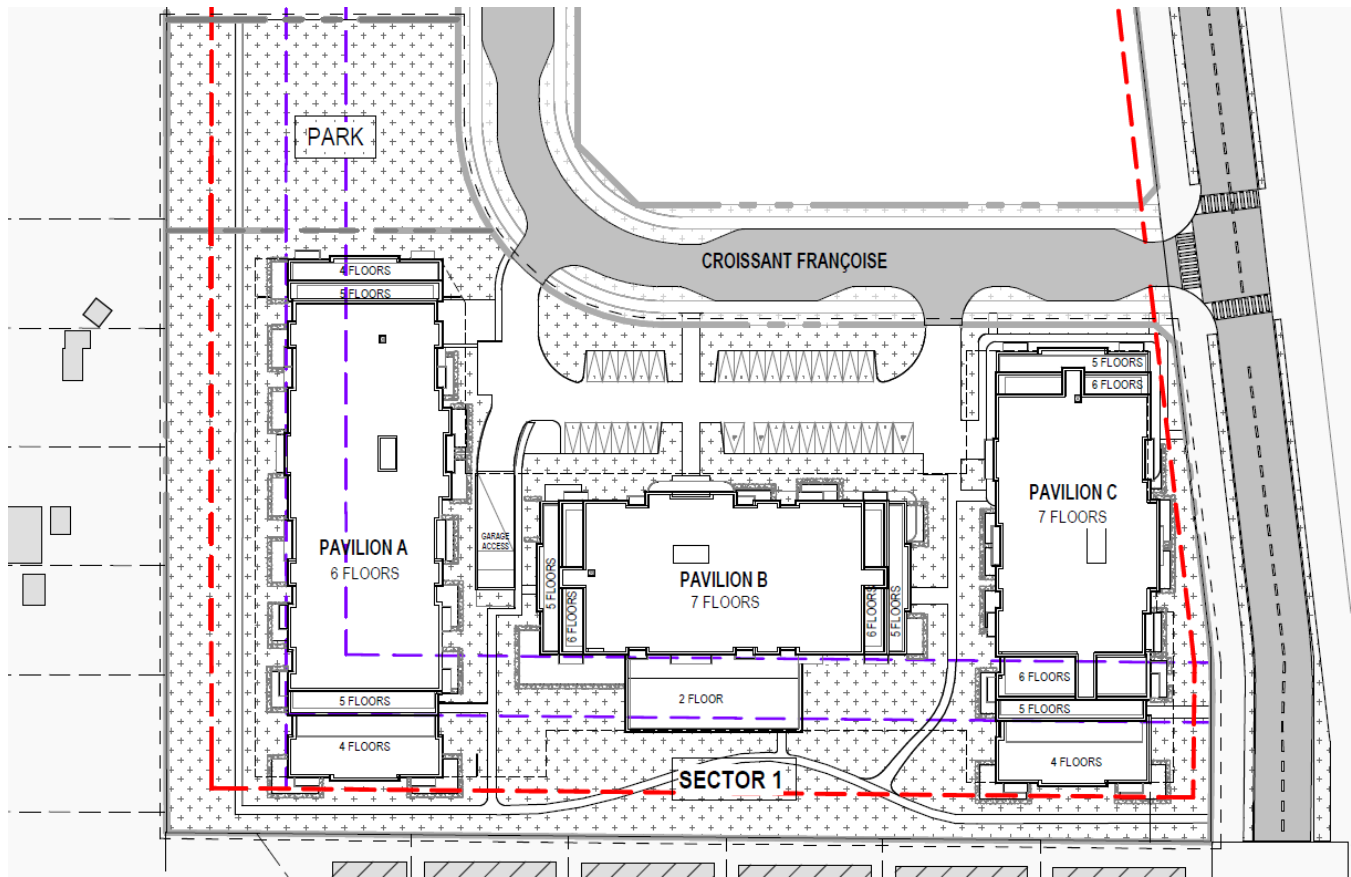 PARK
CROISSANT FRANÇOISE
4 FLOORS
5 FLOORS
PAVILION A
6 FLOORS
5 FLOORS
4 FLOORS
GARAGE
ACCESS
5 FLOORS
6 FLOORS
PAVILION B
7 FLOORS
6 FLOORS
5 FLOORS
2 FLOOR
5 FLOORS
6 FLOORS
PAVILION C
7 FLOORS
6 FLOORS
5 FLOORS
4 FLOORS
SECTOR 1